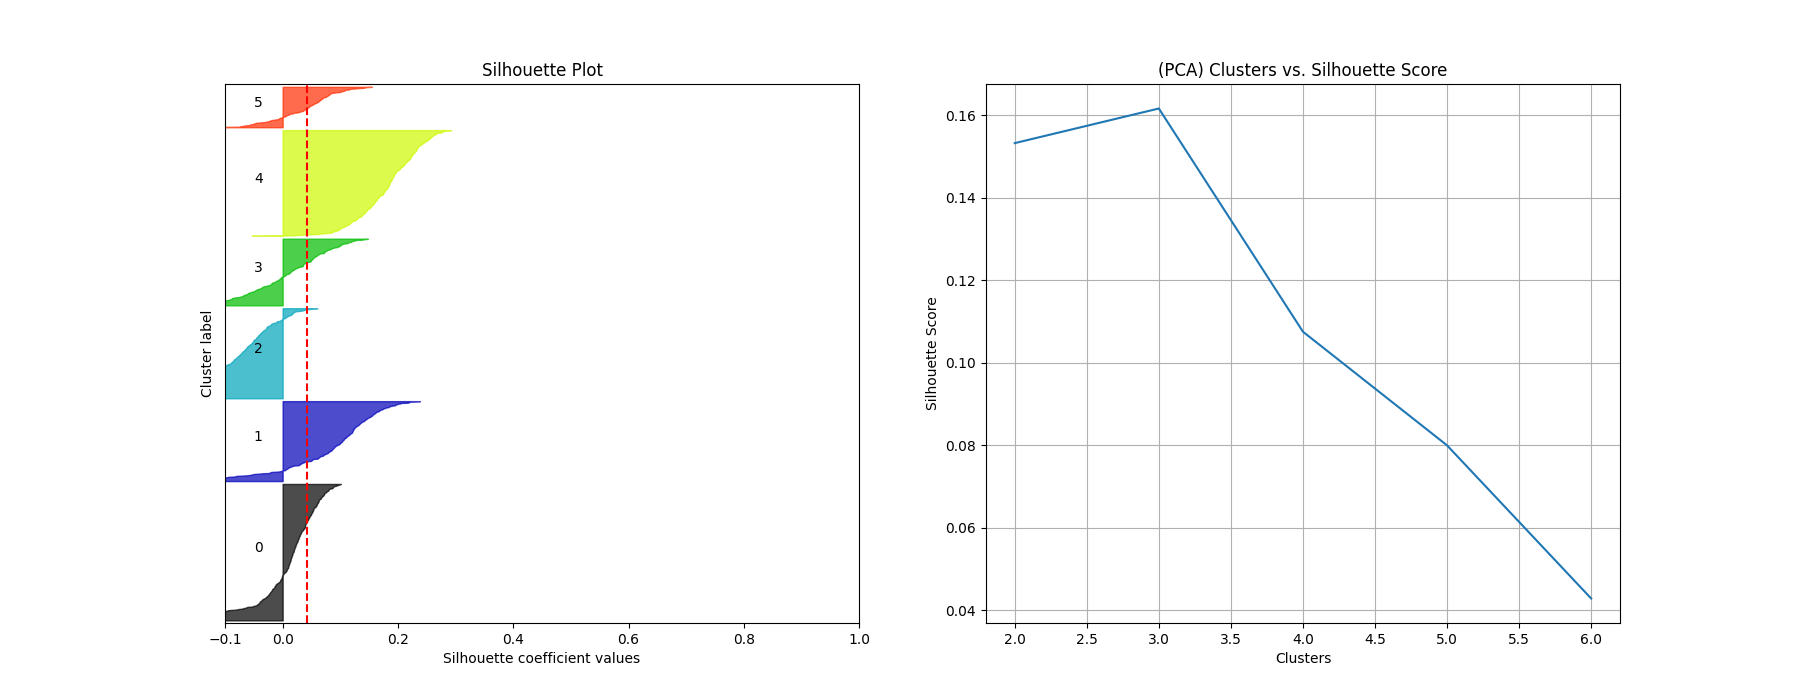 Silhouette Plot
Cluster label
5
4
3
2
1
0
−0.1 0.0 0.2 0.4 0.6 0.8 1.0
Silhouette coefficient values
(PCA) Clusters vs. Silhouette Score
Silhouette Score
0.16
0.14
0.12
0.10
0.08
0.06
0.04
2.0 2.5 3.0 3.5 4.0 4.5 5.0 5.5 6.0
Clusters